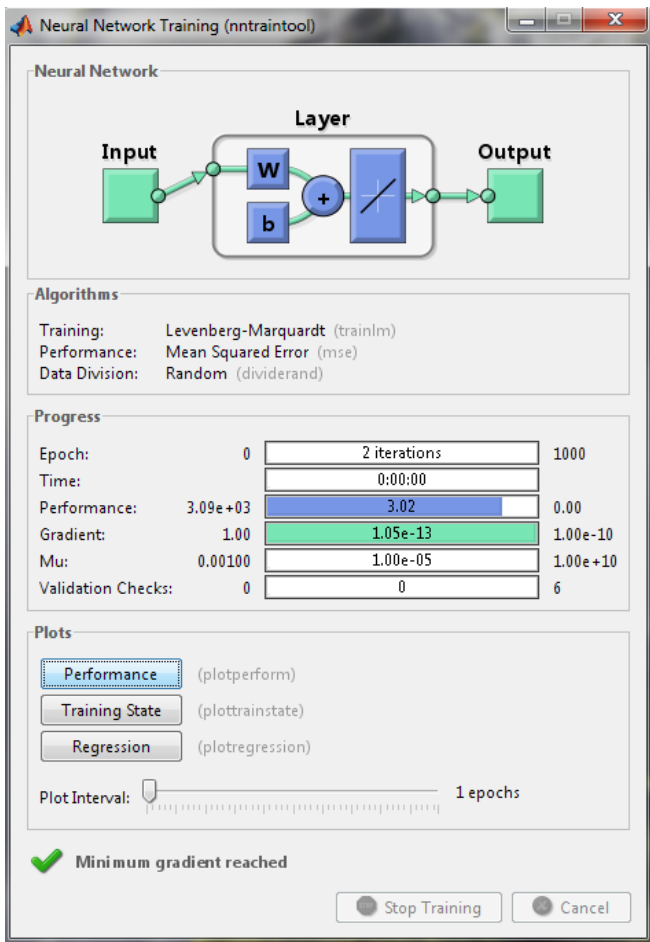 Neural Network Training (nntraintool)
Neural Network
Layer
Input
Output
W
b
+
Algorithms
Training: Levenberg-Marquardt (trainlm)
Performance: Mean Squared Error (mse)
Data Division: Random (dividerand)
Progress
Epoch: 0 2 iterations 1000
Time: 0:00:00
Performance: 3.09e+03 3.02 0.00
Gradient: 1.00 1.05e-13 1.00e-10
Mu: 0.00100 1.00e-05 1.00e+10
Validation Checks: 0 0 6
Plots
Performance (plotperform)
Training State (plottrainstate)
Regression (plotregression)
Plot Interval: 1 epochs
Minimum gradient reached
Stop Training Cancel